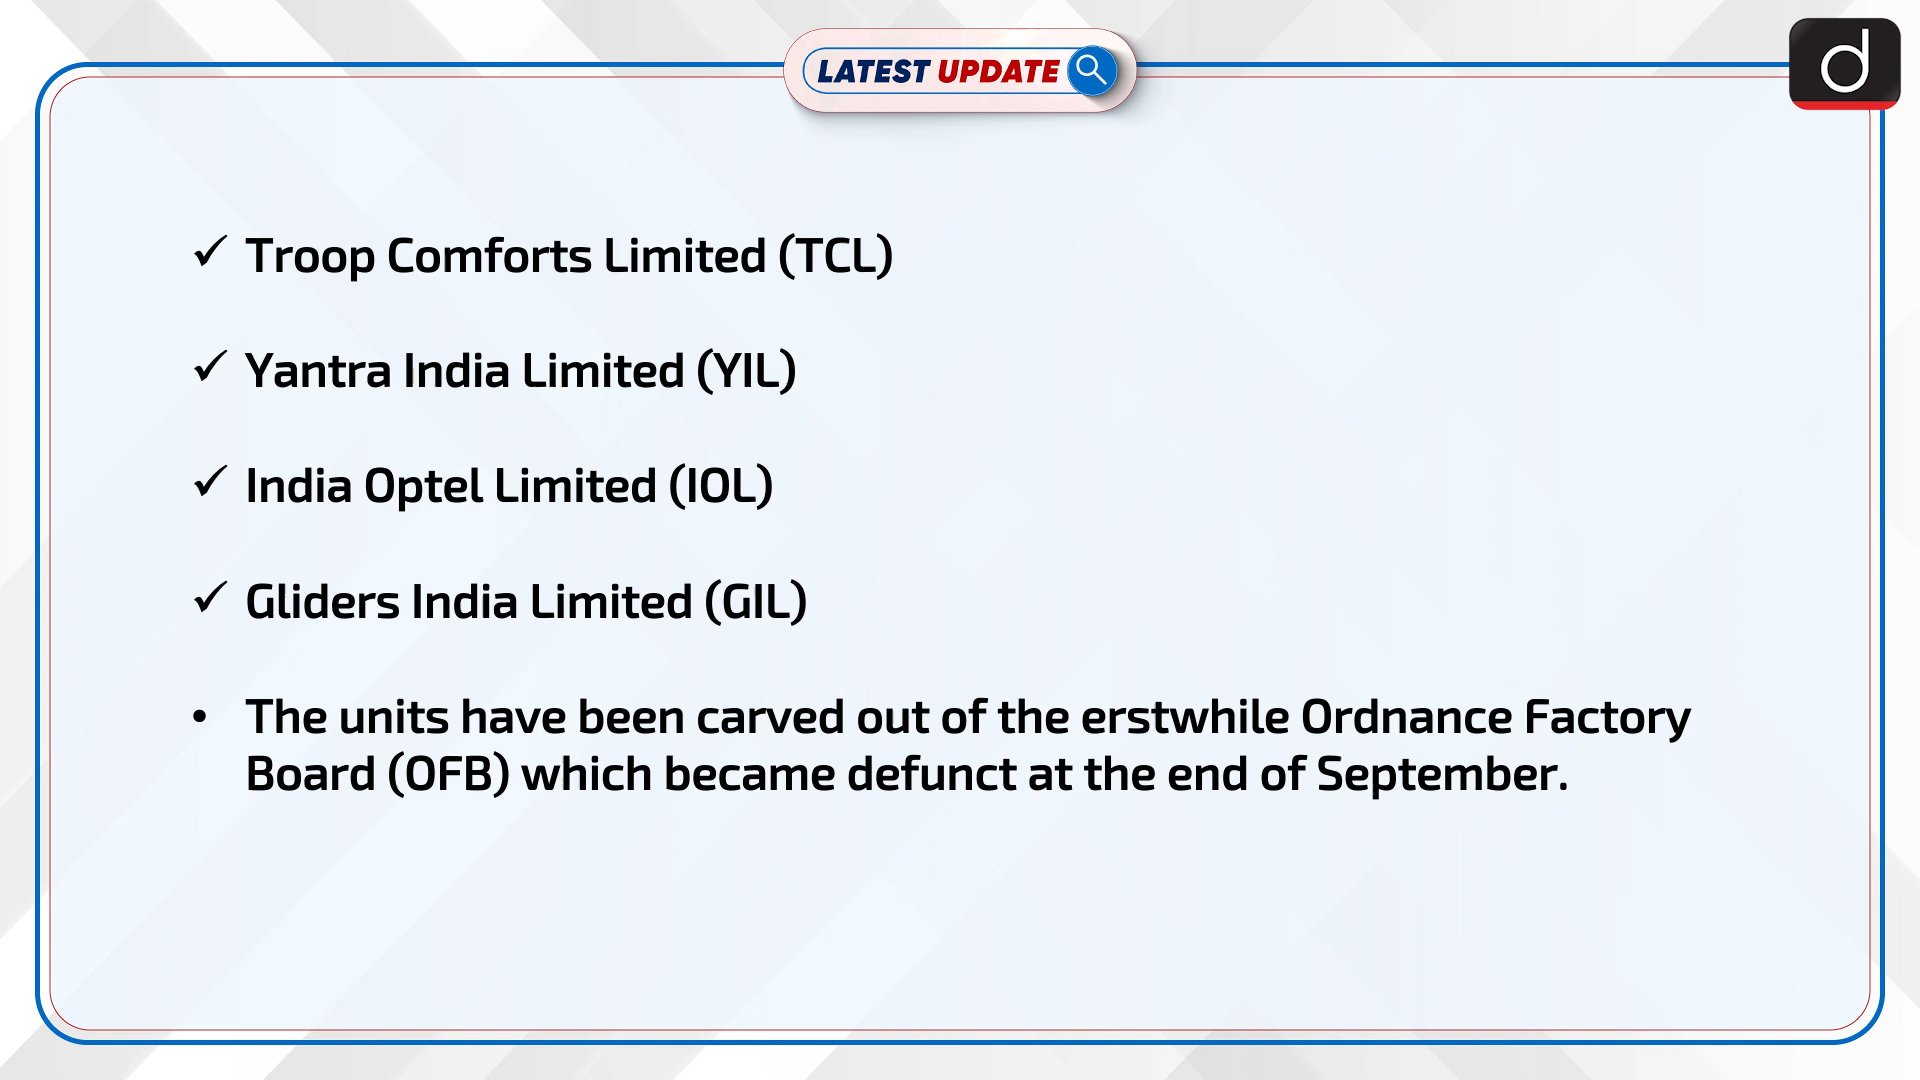 LATEST UPDATE
d
✓ Troop Comforts Limited (TCL)
✓ Yantra India Limited (YIL)
✓ India Optel Limited (IOL)
✓ Gliders India Limited (GIL)
• The units have been carved out of the erstwhile Ordnance Factory
Board (OFB) which became defunct at the end of September.